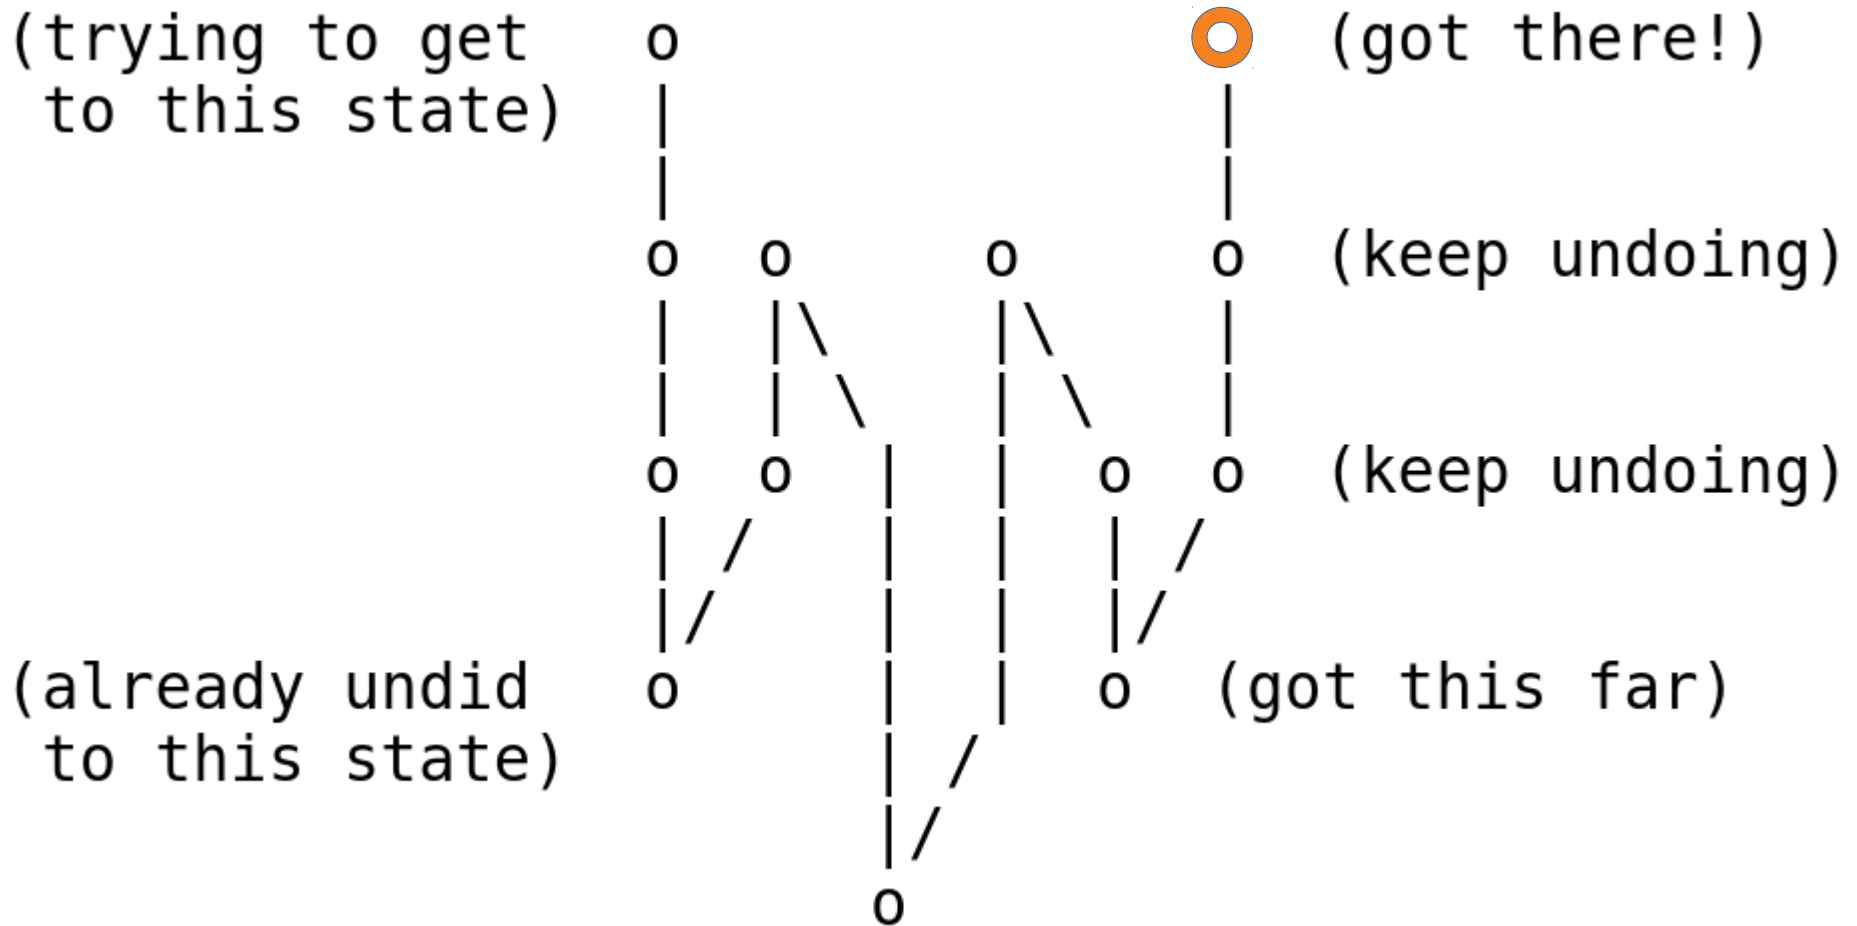 (trying to get    o              (got there!)
 to this state)   |              |
                  |              |
                  o  o     o     o  (keep undoing)
                  |  |\    |\    |
                  |  | \   | \   |
                  o  o  |  |  o  o  (keep undoing)
                  | /   |  |  | /
                  |/    |  |  |/
(already undid    o     |  |  o  (got this far)
 to this state)         | /
                        |/
                        o